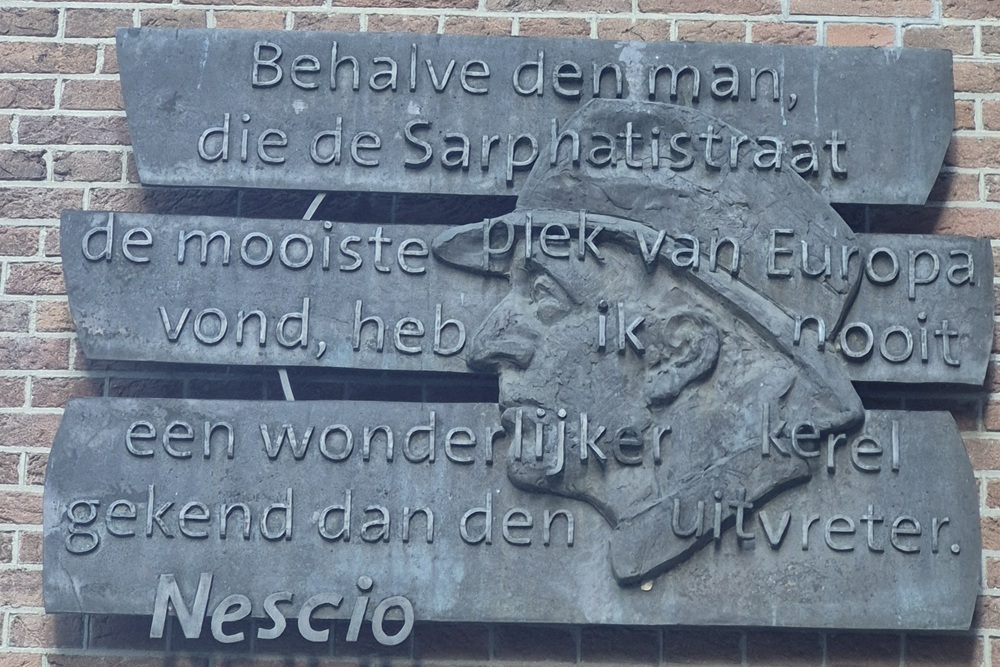 Behalve den man,
die de Sarphatistraat
de mooiste plek van Europa
vond, heb ik nooit
een wonderlijker kerel
gekend dan den uitvreter.
Nescio